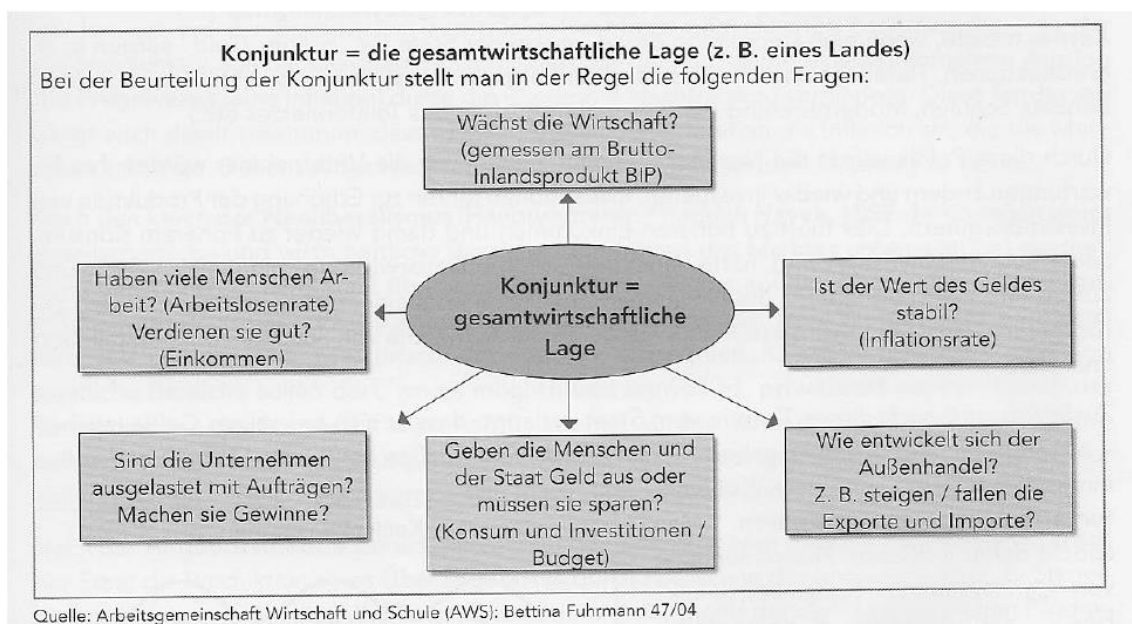 Konjunktur = die gesamtwirtschaftliche Lage (z. B. eines Landes)
Bei der Beurteilung der Konjunktur stellt man in der Regel die folgenden Fragen:
Wächst die Wirtschaft?
(gemessen am Brutto-
Inlandsprodukt BIP)
Haben viele Menschen Ar-
beit? (Arbeitslosenrate)
Verdienen sie gut?
(Einkommen)
Konjunktur =
gesamtwirtschaftliche
Lage
Ist der Wert des Geldes
stabil?
(Inflationsrate)
Sind die Unternehmen
ausgelastet mit Aufträgen?
Machen sie Gewinne?
Geben die Menschen und
der Staat Geld aus oder
müssen sie sparen?
(Konsum und Investitionen /
Budget)
Wie entwickelt sich der
Außenhandel?
Z. B. steigen / fallen die
Exporte und Importe?
Quelle: Arbeitsgemeinschaft Wirtschaft und Schule (AWS): Bettina Fuhrmann 47/04